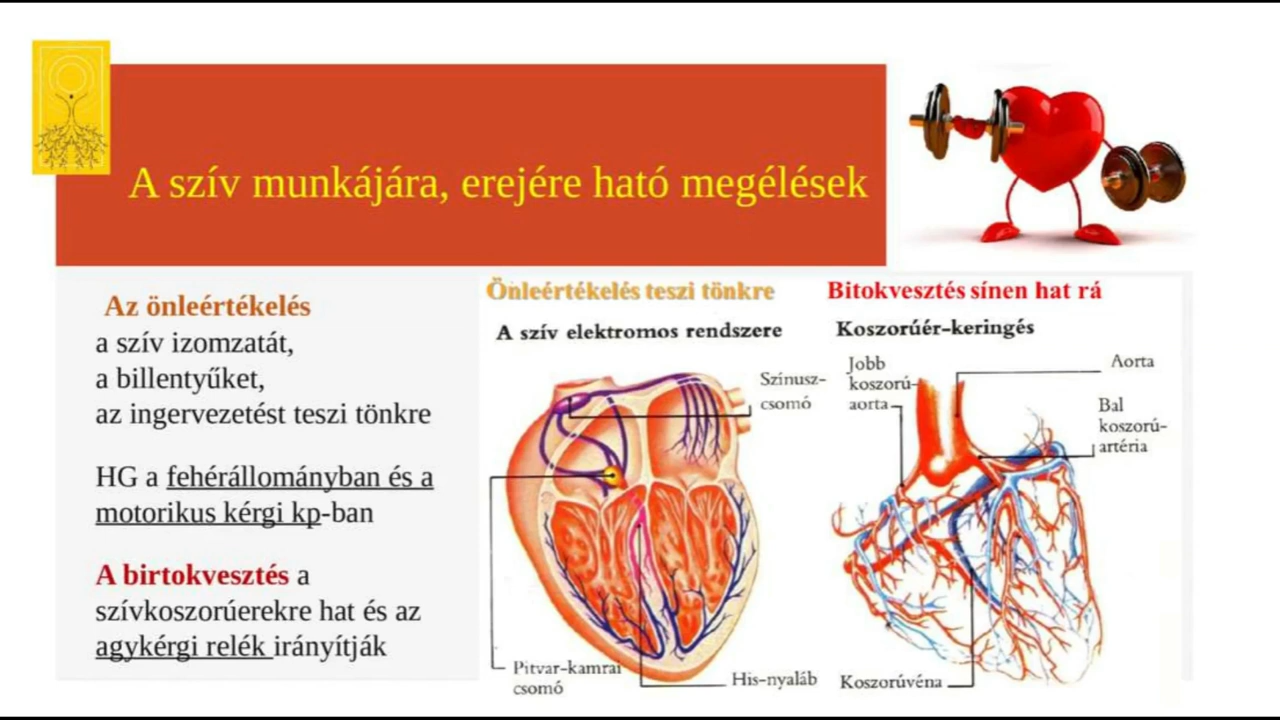 A szív munkájára, erejére ható megélések
Az önleértékelés
a szív izomzatát,
a billentyűket,
az ingervezetést teszi tönkre
HG a fehérállományban és a
motorikus kérgi kp-ban
A birtokvesztés a
szívkoszorúerekre hat és az
agykérgi relék irányítják
Önleértékelés teszi tönkre
A szív elektromos rendszere
Színusz-
csomó
Pitvar-kamrai
csomó
His-nyaláb
Bitokvesztés sínen hat rá
Koszorúér-keringés
Jobb
koszorú-
aorta
Aorta
Bal
koszorú-
artéria
Koszorúvéna